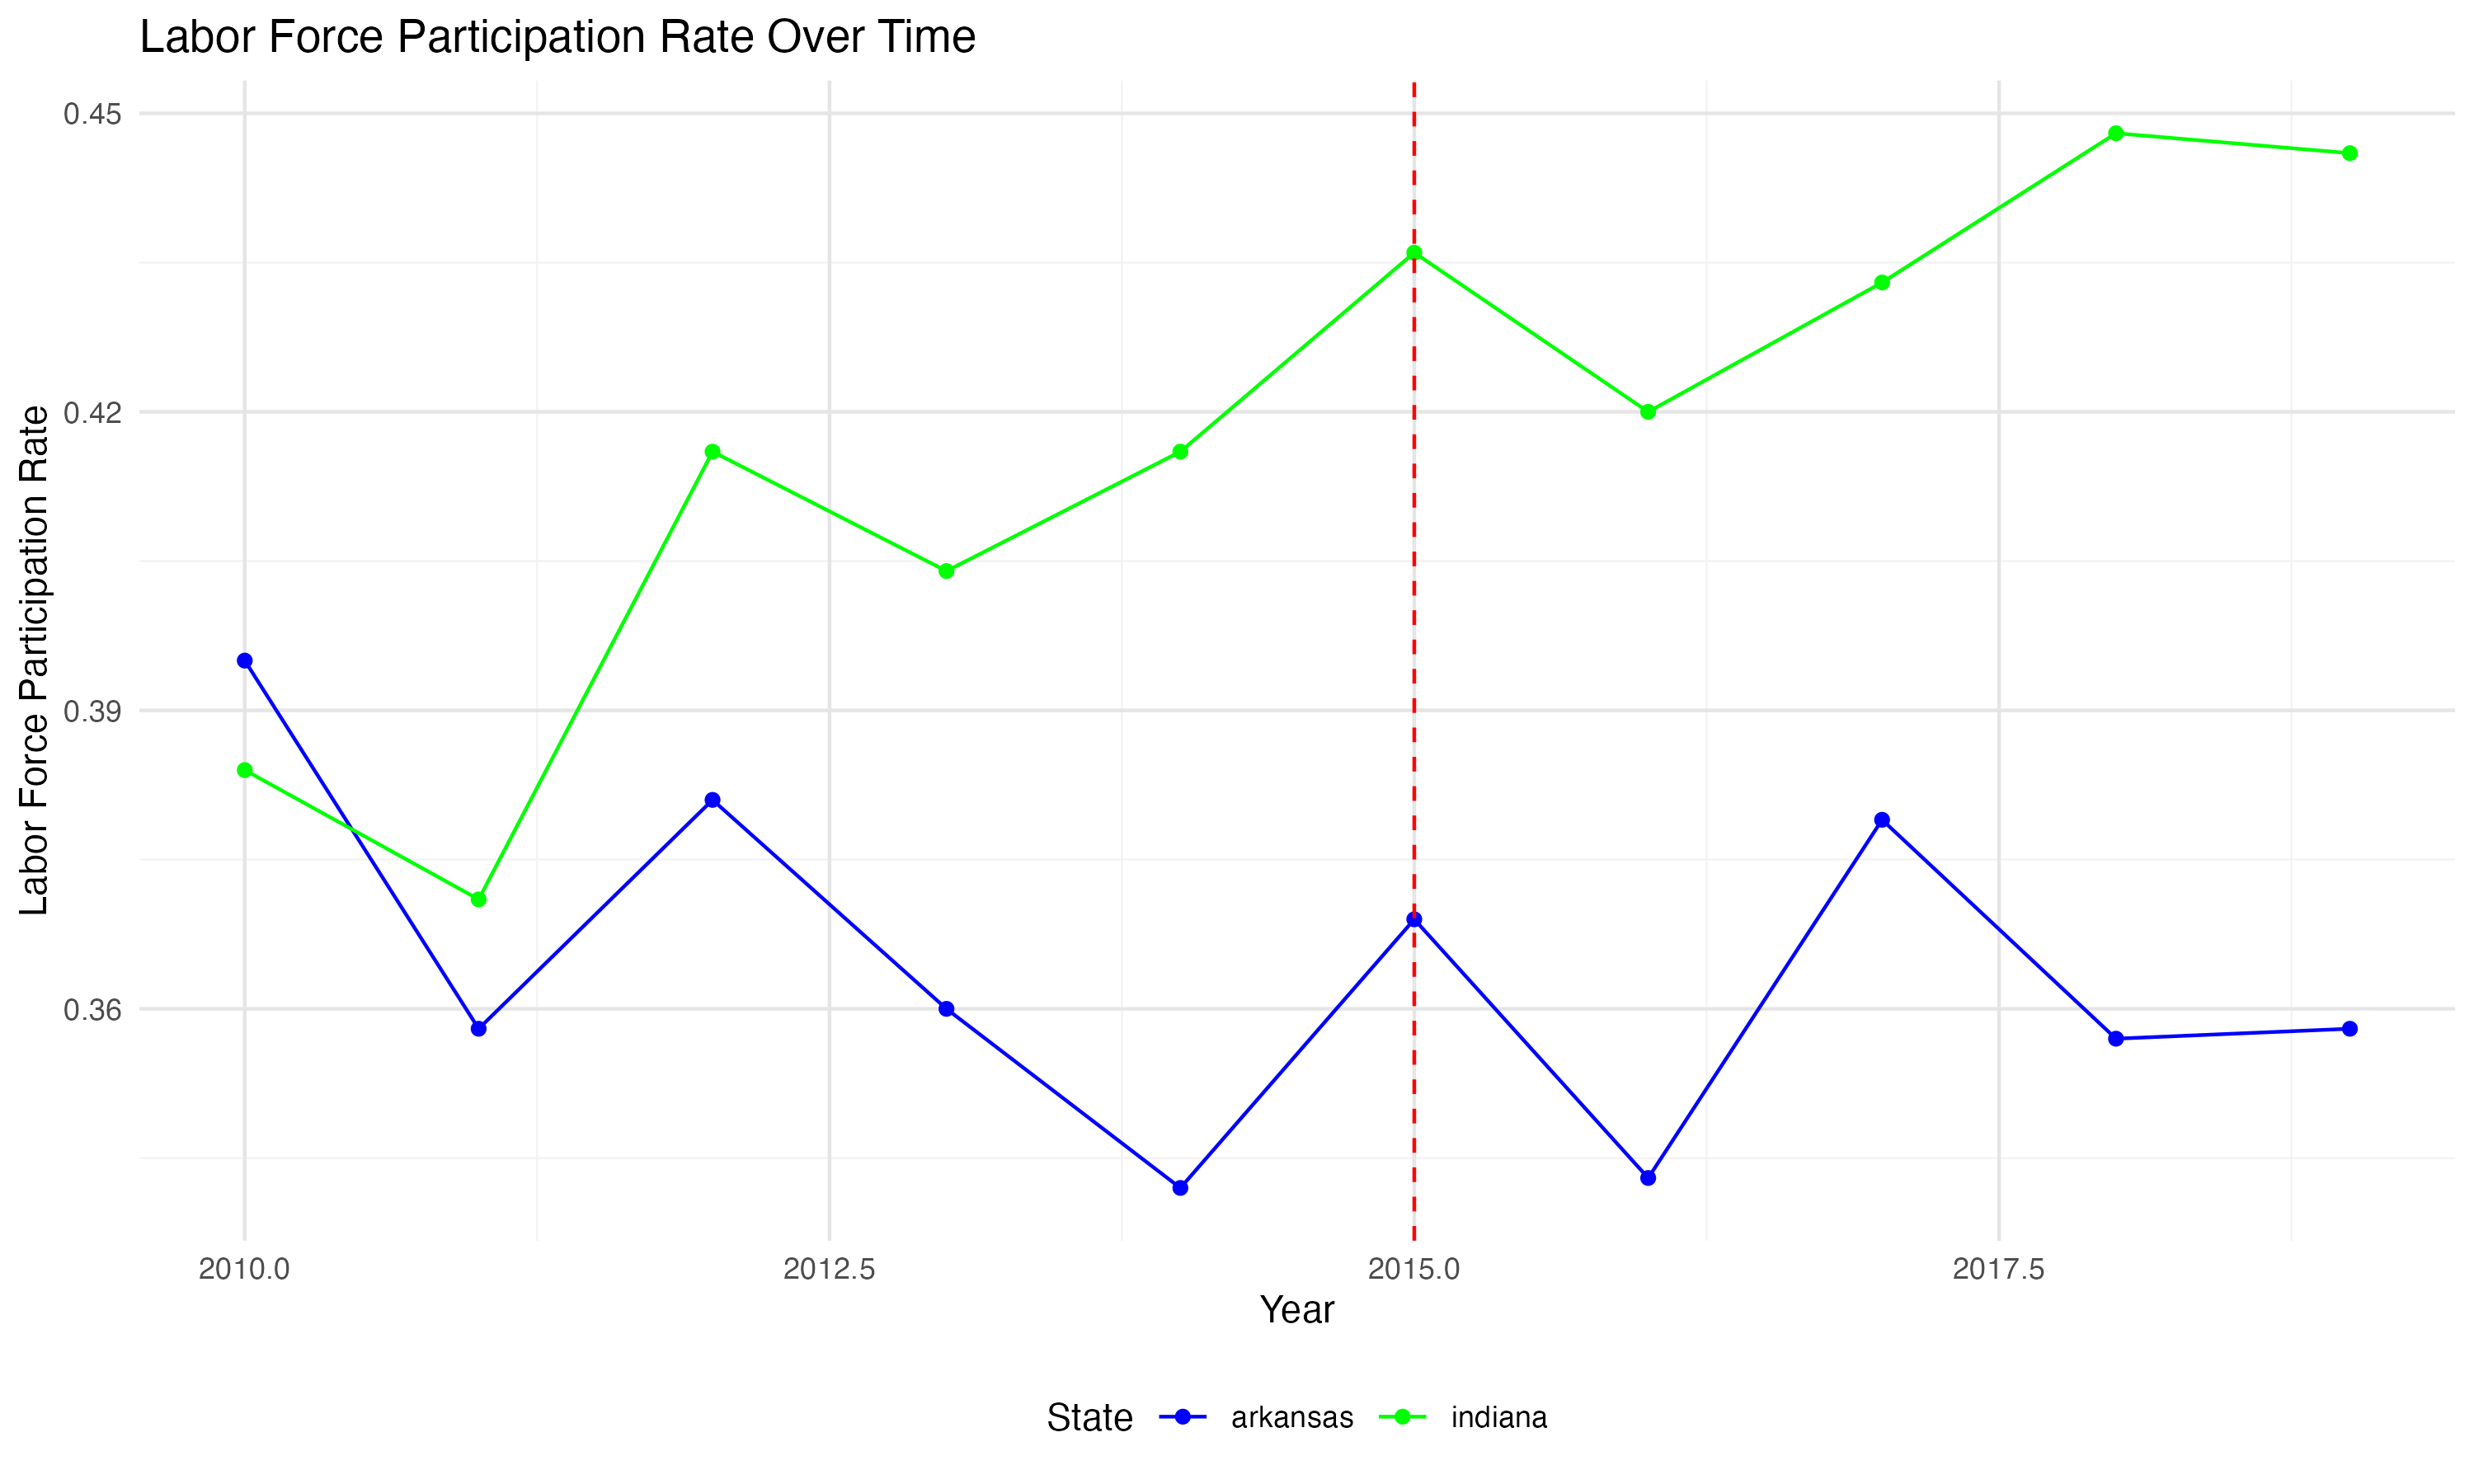 Labor Force Participation Rate Over Time
Labor Force Participation Rate
0.45
0.42
0.39
0.36
2010.0 2012.5 2015.0 2017.5
Year
State arkansas indiana